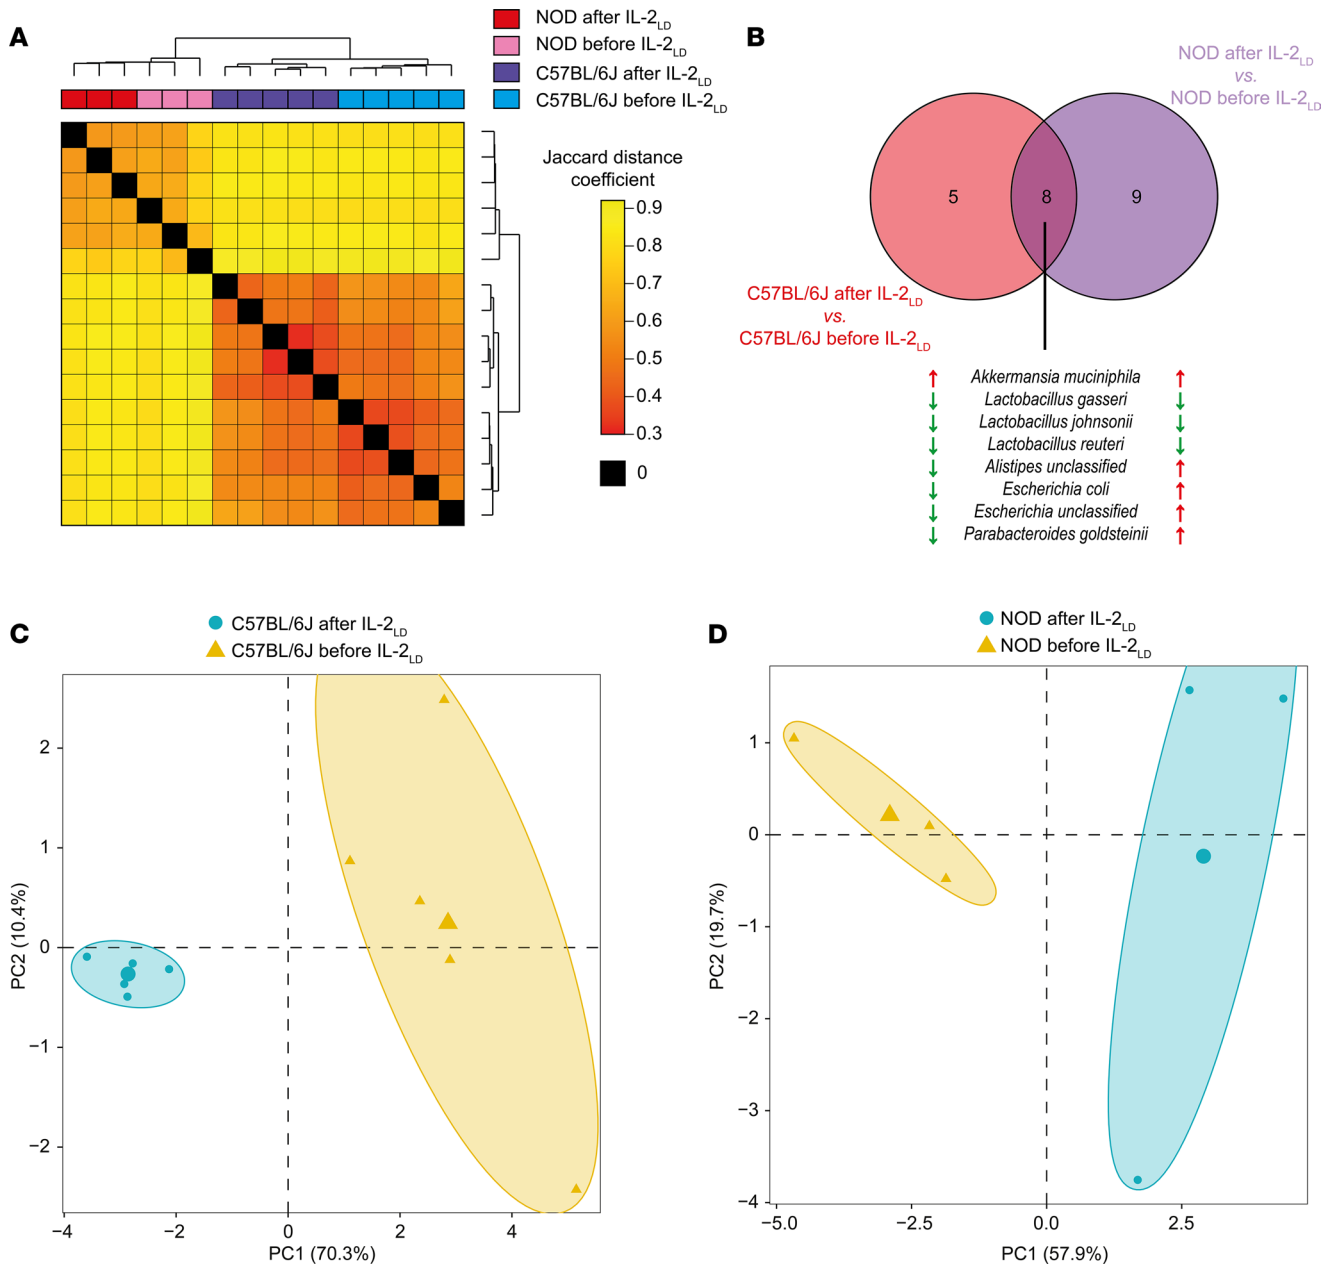 A
NOD after IL-2LD
NOD before IL-2LD
C57BL/6J after IL-2LD
C57BL/6J before IL-2LD
Jaccard distance
coefficient
0.9
0.8
0.7
0.6
0.5
0.4
0.3
0
B
NOD after IL-2LD
vs.
NOD before IL-2LD
5
8
9
C57BL/6J after IL-2LD
vs.
C57BL/6J before IL-2LD
↑ Akkermansia muciniphila ↑
↓ Lactobacillus gasseri ↓
↓ Lactobacillus johnsonii ↓
↓ Lactobacillus reuteri ↓
↓ Alistipes unclassified ↑
↓ Escherichia coli ↑
↓ Escherichia unclassified ↑
↓ Parabacteroides goldsteinii ↑
C
C57BL/6J after IL-2LD
C57BL/6J before IL-2LD
2
1
0
−1
−2
PC2 (10.4%)
−4 −2 0 2 4
PC1 (70.3%)
D
NOD after IL-2LD
NOD before IL-2LD
1
0
−1
−2
−3
−4
PC2 (19.7%)
−5.0 −2.5 0.0 2.5
PC1 (57.9%)